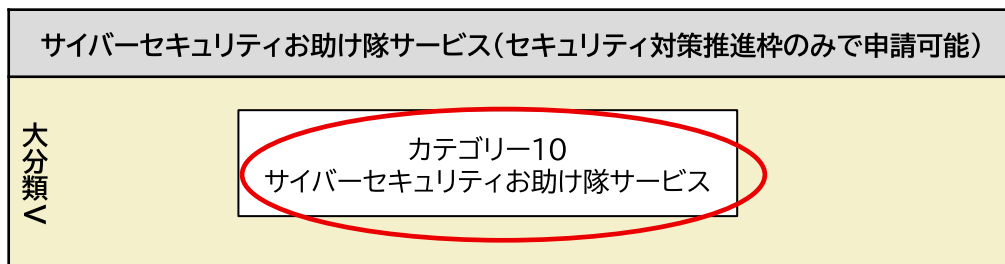 サイバーセキュリティお助け隊サービス(セキュリティ対策推進枠のみで申請可能)
大分類Ⅴ
カテゴリー10
サイバーセキュリティお助け隊サービス